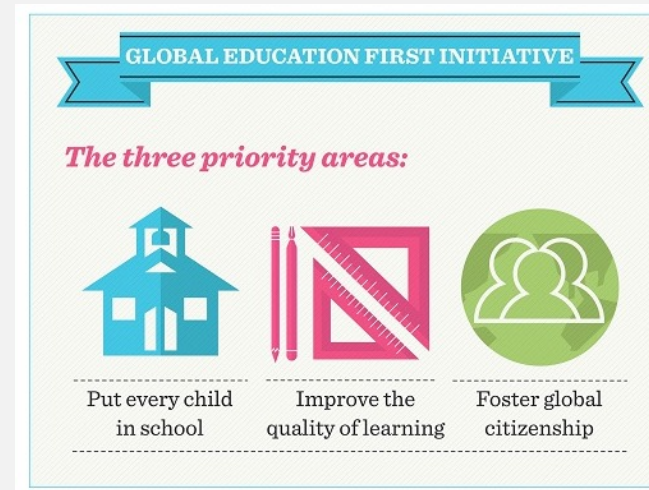 GLOBAL EDUCATION FIRST INITIATIVE
The three priority areas:
Put every child
in school
Improve the
quality of learning
Foster global
citizenship